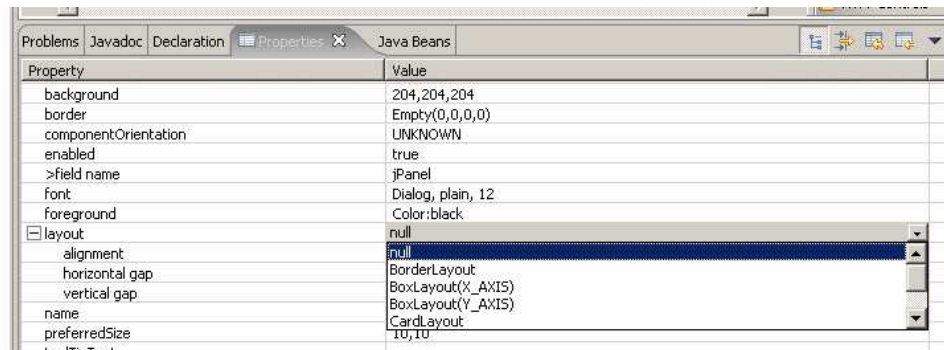 Problems Javadoc Declaration Properties Java Beans
Property Value
background 204,204,204
border Empty(0,0,0,0)
componentOrientation UNKNOWN
enabled true
>field name jPanel
font Dialog, plain, 12
foreground Color:black
layout null
alignment null
horizontal gap BorderLayout
BoxLayout(X_AXIS)
vertical gap BoxLayout(Y_AXIS)
name CardLayout
preferredSize 10,10